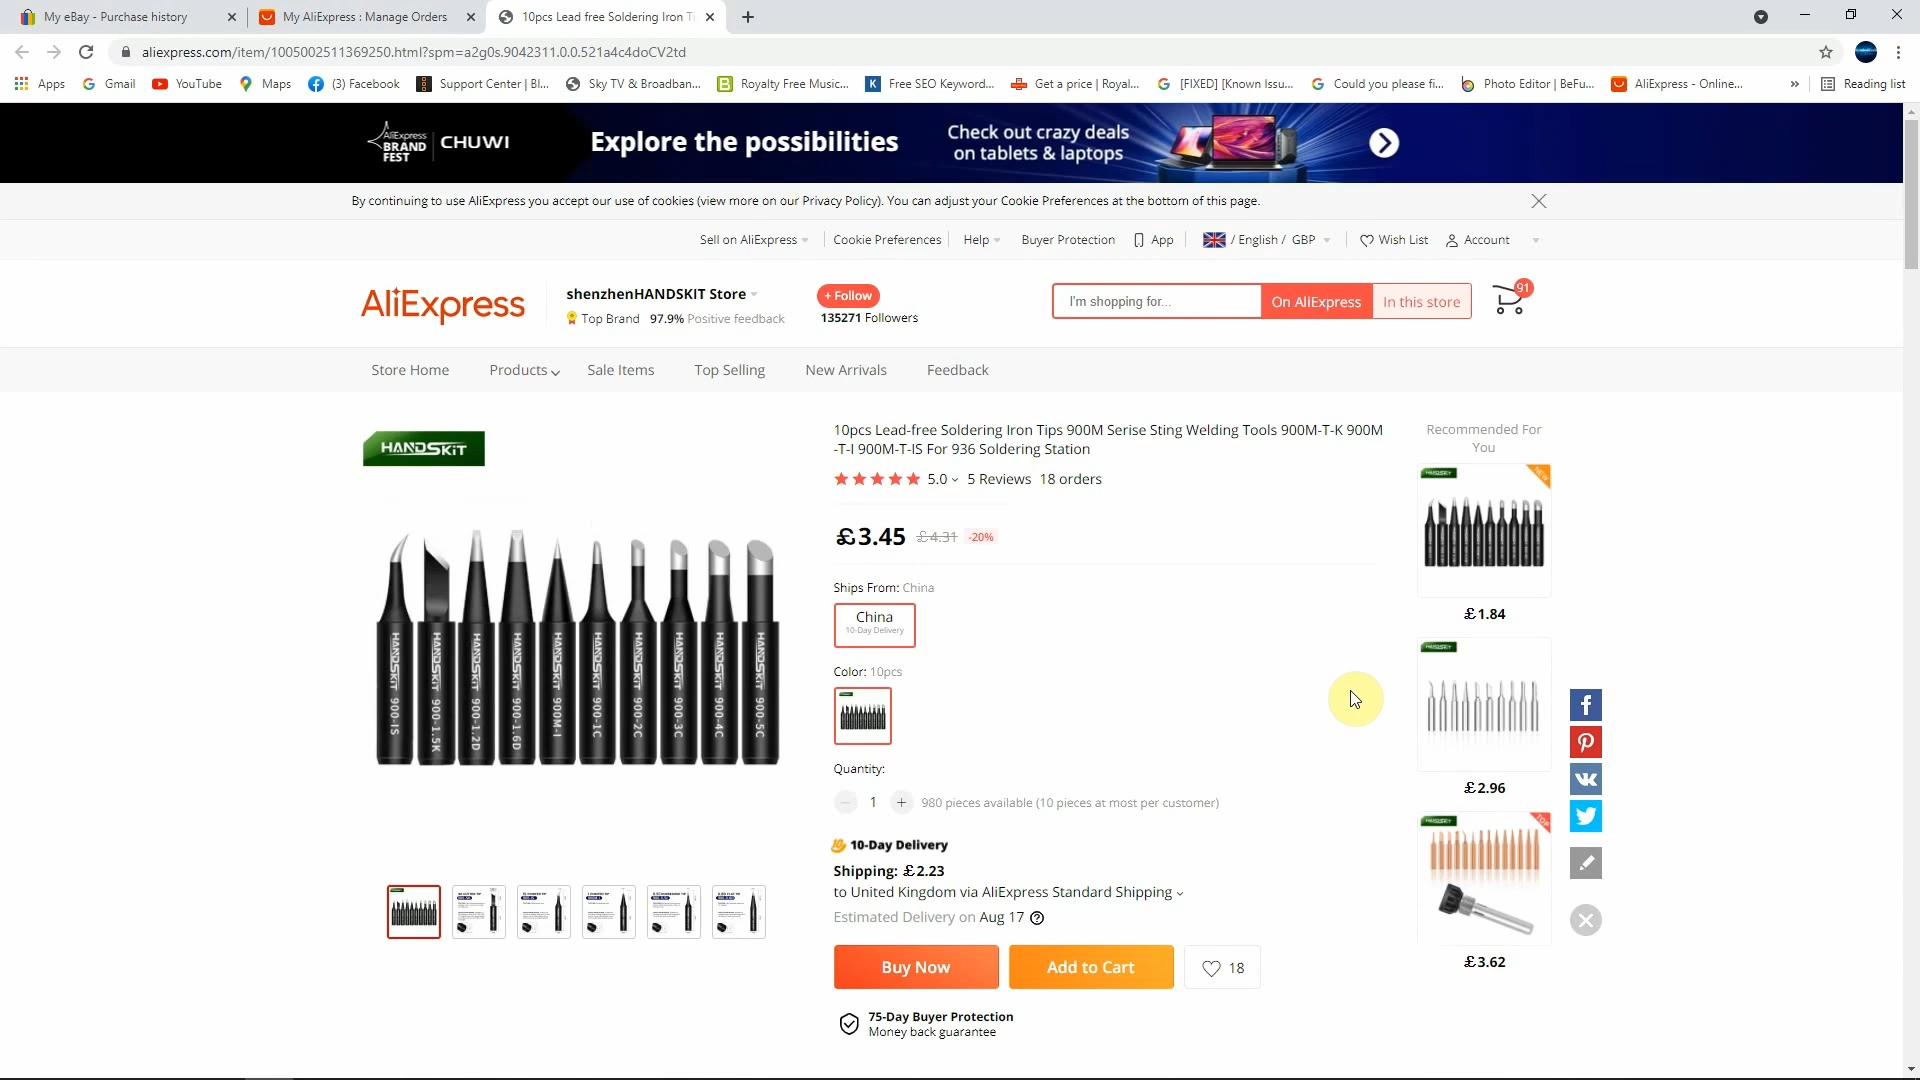 My eBay - Purchase history
My AliExpress : Manage Orders
10pcs Lead free Soldering Iron Ti
aliexpress.com/item/1005002511369250.html?spm=a2g0s.9042311.0.0.521a4c4doCV2td
Apps
Gmail
YouTube
Maps
(3) Facebook
Support Center | Bl...
Sky TV & Broadban...
Royalty Free Music...
Free SEO Keyword...
Get a price | Royal...
[FIXED] [Known Issu...
Could you please fi...
Photo Editor | BeFu...
AliExpress - Online...
»
Reading list
AliExpress
BRAND
FEST
CHUWI
Explore the possibilities
Check out crazy deals
on tablets & laptops
By continuing to use AliExpress you accept our use of cookies (view more on our Privacy Policy). You can adjust your Cookie Preferences at the bottom of this page.
Sell on AliExpress
Cookie Preferences
Help
Buyer Protection
App
/ English / GBP
Wish List
Account
AliExpress
shenzhenHANDSKIT Store
Top Brand 97.9% Positive feedback
+ Follow
135271 Followers
I'm shopping for...
On AliExpress
In this store
91
Store Home
Products
Sale Items
Top Selling
New Arrivals
Feedback
HANDSKIT
HANDSKIT 900-IS
HANDSKIT 900-1.5K
HANDSKIT 900-1.2D
HANDSKIT 900-1.6D
HANDSKIT 900M-I
HANDSKIT 900-1C
HANDSKIT 900-2C
HANDSKIT 900-3C
HANDSKIT 900-4C
HANDSKIT 900-5C
10pcs Lead-free Soldering Iron Tips 900M Serise Sting Welding Tools 900M-T-K 900M
-T-I 900M-T-IS For 936 Soldering Station
5.0 5 Reviews 18 orders
£3.45 £4.31 -20%
Ships From: China
China
10-Day Delivery
Color: 10pcs
Quantity:
1 + 980 pieces available (10 pieces at most per customer)
10-Day Delivery
Shipping: £2.23
to United Kingdom via AliExpress Standard Shipping
Estimated Delivery on Aug 17
Buy Now
Add to Cart
18
75-Day Buyer Protection
Money back guarantee
Recommended For
You
HANDSKIT
NEW
£1.84
HANDSKIT
£2.96
HANDSKIT
TOP
£3.62